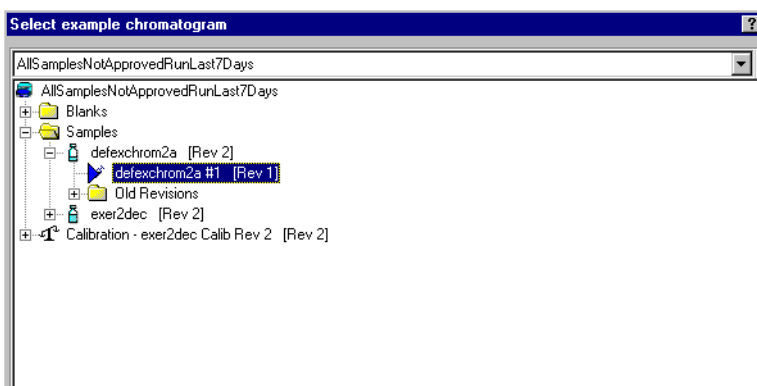 Select example chromatogram ?
AllSamplesNotApprovedRunLast7Days
AllSamplesNotApprovedRunLast7Days
Blanks
Samples
defexchrom2a [Rev 2]
defexchrom2a #1 [Rev 1]
Old Revisions
exer2dec [Rev 2]
Calibration - exer2dec Calib Rev 2 [Rev 2]